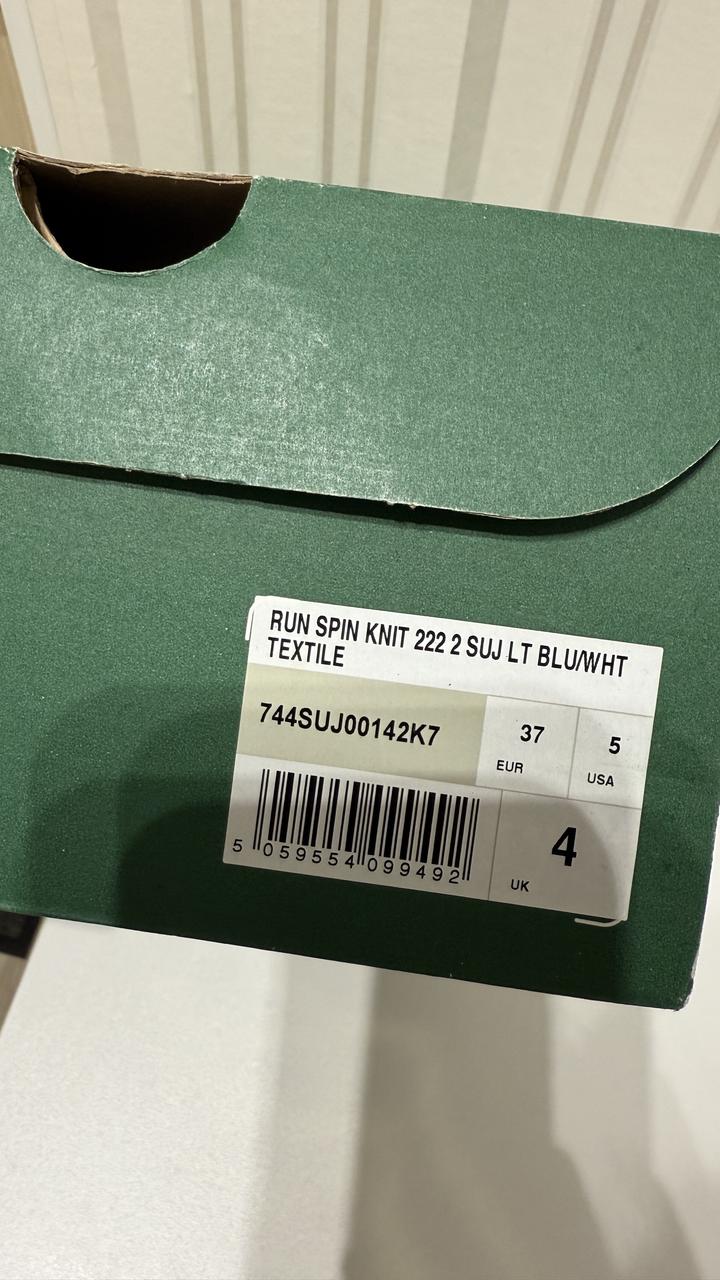 RUN SPIN KNIT 222 2 SUJ LT BLU/WHT
TEXTILE
744SUJ00142K7
37
EUR
5
USA
5 059554 099492
4
UK